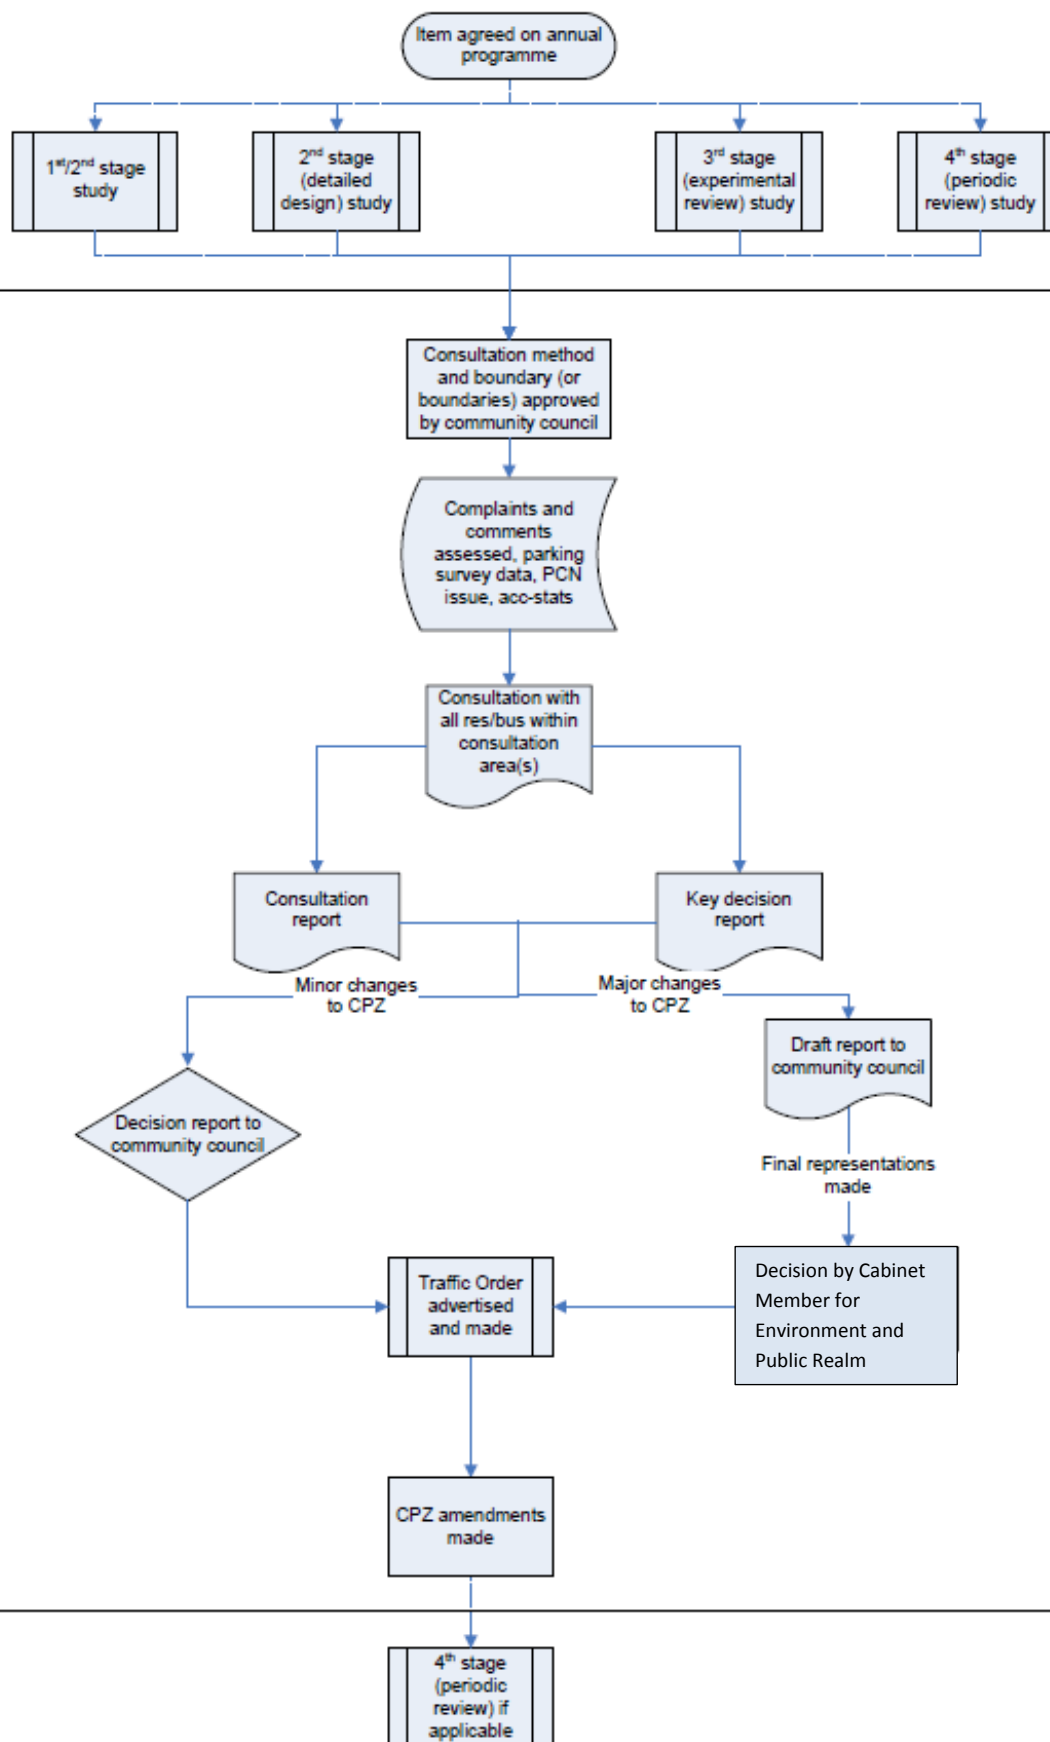 Item agreed on annual
programme
1st/2nd stage
study
2nd stage
(detailed
design) study
3rd stage
(experimental
review) study
4th stage
(periodic
review) study
Consultation method
and boundary (or
boundaries) approved
by community council
Complaints and
comments
assessed, parking
survey data, PCN
issue, acc-stats
Consultation with
all res/bus within
consultation
area(s)
Consultation
report
Key decision
report
Minor changes
to CPZ
Major changes
to CPZ
Draft report to
community council
Decision report to
community council
Final representations
made
Traffic Order
advertised
and made
Decision by Cabinet
Member for
Environment and
Public Realm
CPZ amendments
made
4th stage
(periodic
review) if
applicable